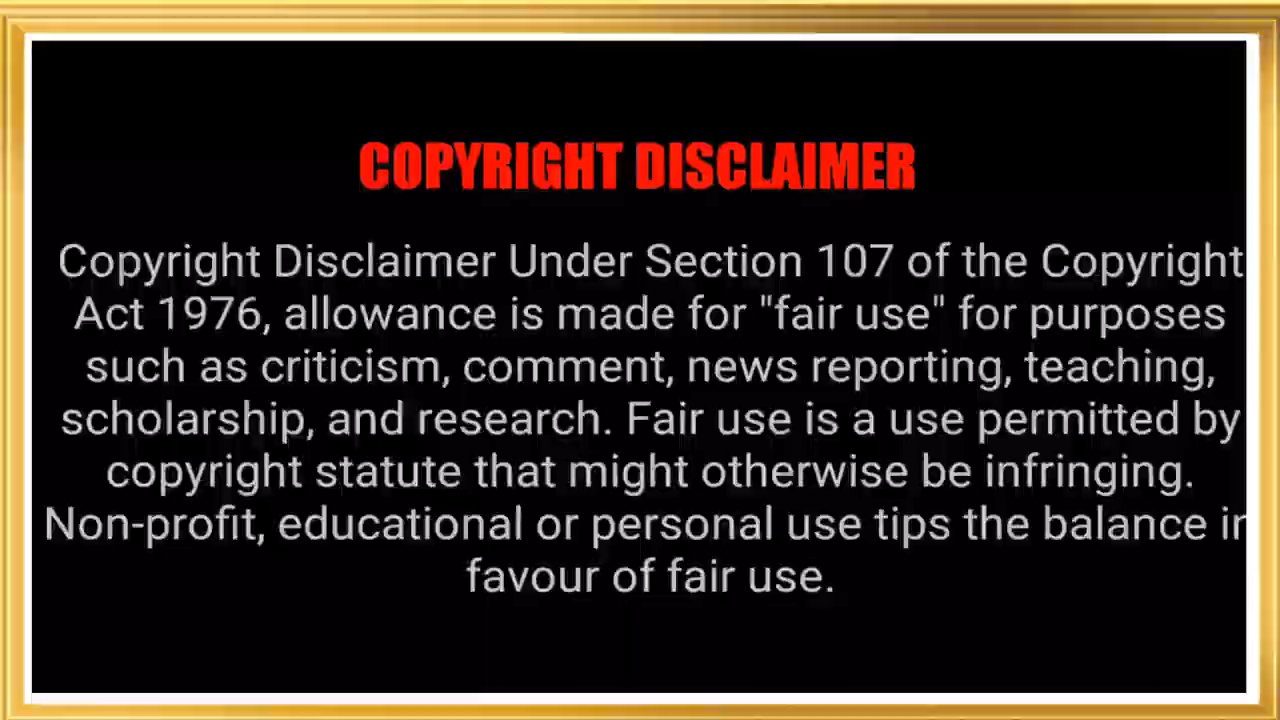 COPYRIGHT DISCLAIMER
Copyright Disclaimer Under Section 107 of the Copyright
Act 1976, allowance is made for "fair use" for purposes
such as criticism, comment, news reporting, teaching,
scholarship, and research. Fair use is a use permitted by
copyright statute that might otherwise be infringing.
Non-profit, educational or personal use tips the balance in
favour of fair use.